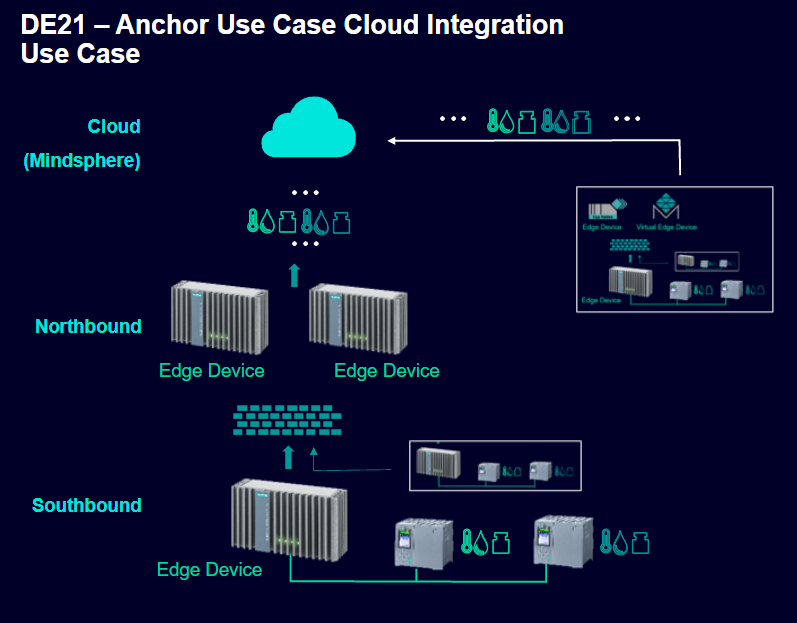 DE21 – Anchor Use Case Cloud Integration
Use Case
Cloud
(Mindsphere)
• • •
• • •
• • •
• • •
Edge Device
Virtual Edge Device
Edge Device
Northbound
Edge Device
Edge Device
Southbound
Edge Device